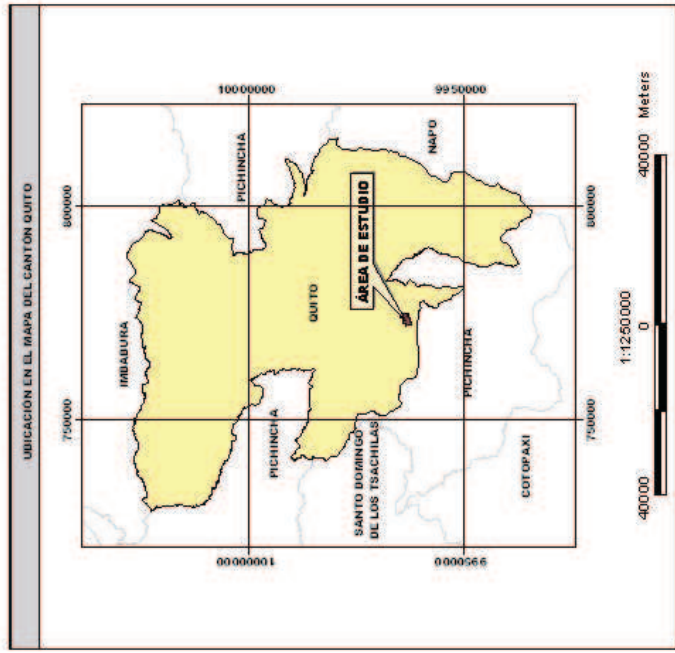 UBICACIÓN EN EL MAPA DEL CANTÓN QUITO
750000
800000
10000000
10000000
9950000
9950000
IMBABURA
PICHINCHA
QUITO
PICHINCHA
ÁREA DE ESTUDIO
SANTO DOMINGO
DE LOS TSACHILAS
NAPO
PICHINCHA
COTOPAXI
750000
800000
1:1250000
40000
0
40000 Meters